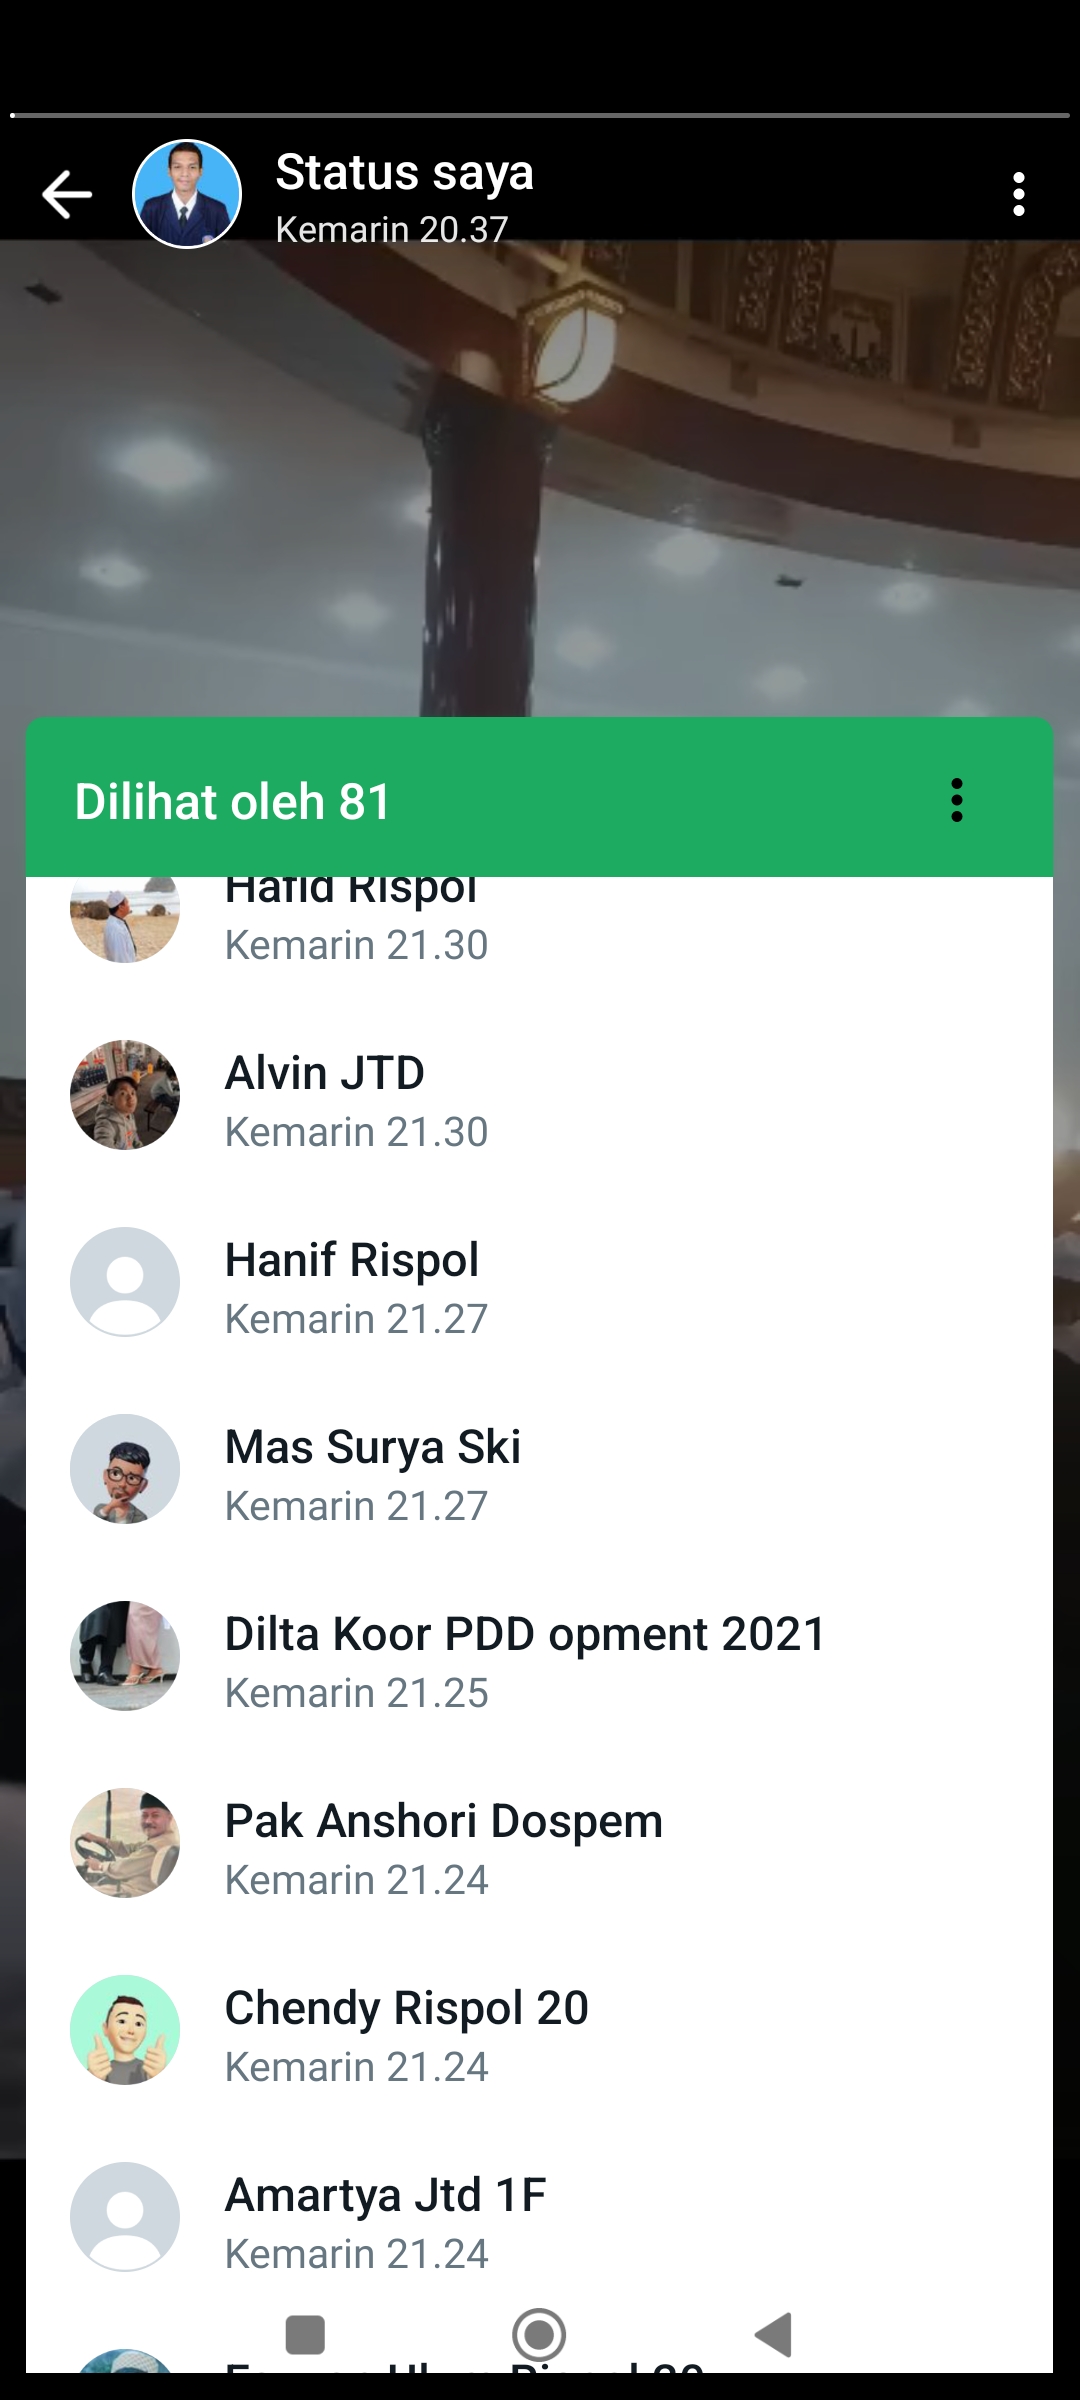 Status saya
Kemarin 20.37
Dilihat oleh 81
Hafid Rispol
Kemarin 21.30
Alvin JTD
Kemarin 21.30
Hanif Rispol
Kemarin 21.27
Mas Surya Ski
Kemarin 21.27
Dilta Koor PDD opment 2021
Kemarin 21.25
Pak Anshori Dospem
Kemarin 21.24
Chendy Rispol 20
Kemarin 21.24
Amartya Jtd 1F
Kemarin 21.24